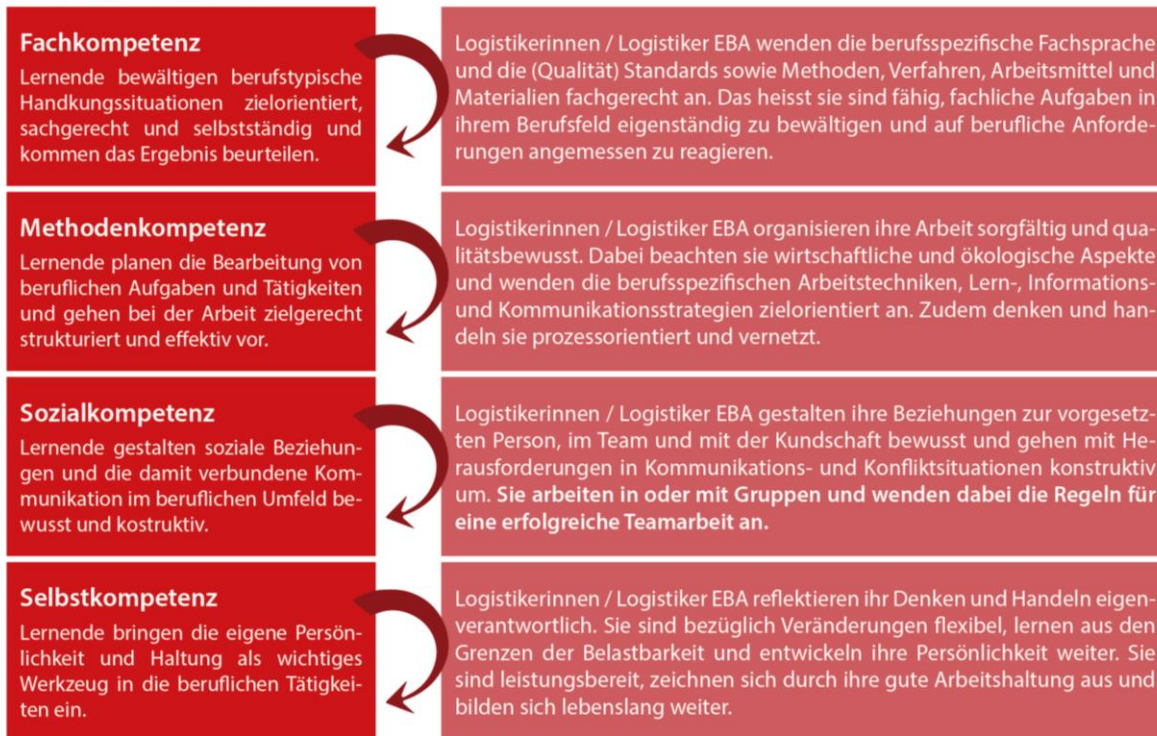 Fachkompetenz
Lernende bewältigen berufstypische
Handkungssituationen zielorientiert,
sachgerecht und selbstständig und
kommen das Ergebnis beurteilen.
Logistikerinnen / Logistiker EBA wenden die berufsspezifische Fachsprache
und die (Qualität) Standards sowie Methoden, Verfahren, Arbeitsmittel und
Materialien fachgerecht an. Das heisst sie sind fähig, fachliche Aufgaben in
ihrem Berufsfeld eigenständig zu bewältigen und auf berufliche Anforde-
rungen angemessen zu reagieren.
Methodenkompetenz
Lernende planen die Bearbeitung von
beruflichen Aufgaben und Tätigkeiten
und gehen bei der Arbeit zielgerecht
strukturiert und effektiv vor.
Logistikerinnen / Logistiker EBA organisieren ihre Arbeit sorgfältig und qua-
litätsbewusst. Dabei beachten sie wirtschaftliche und ökologische Aspekte
und wenden die berufsspezifischen Arbeitstechniken, Lern-, Informations-
und Kommunikationsstrategien zielorientiert an. Zudem denken und han-
deln sie prozessorientiert und vernetzt.
Sozialkompetenz
Lernende gestalten soziale Beziehun-
gen und die damit verbundene Kom-
munikation im beruflichen Umfeld be-
wusst und kostruktiv.
Logistikerinnen / Logistiker EBA gestalten ihre Beziehungen zur vorgesetz-
ten Person, im Team und mit der Kundschaft bewusst und gehen mit He-
rausforderungen in Kommunikations- und Konfliktsituationen konstruktiv
um. Sie arbeiten in oder mit Gruppen und wenden dabei die Regeln für
eine erfolgreiche Teamarbeit an.
Selbstkompetenz
Lernende bringen die eigene Persön-
lichkeit und Haltung als wichtiges
Werkzeug in die beruflichen Tätigkei-
ten ein.
Logistikerinnen / Logistiker EBA reflektieren ihr Denken und Handeln eigen-
verantwortlich. Sie sind bezüglich Veränderungen flexibel, lernen aus den
Grenzen der Belastbarkeit und entwickeln ihre Persönlichkeit weiter. Sie
sind leistungsbereit, zeichnen sich durch ihre gute Arbeitshaltung aus und
bilden sich lebenslang weiter.